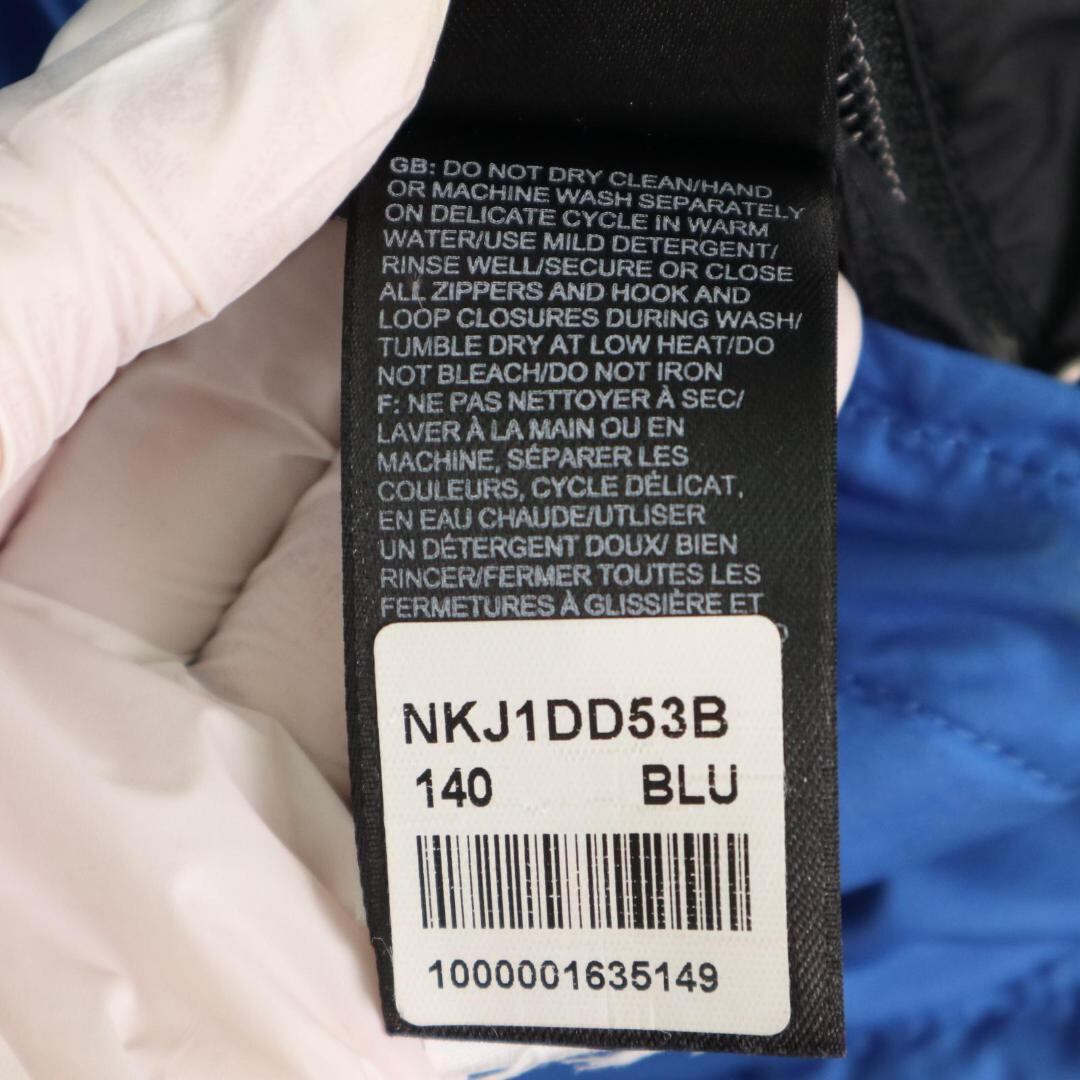 GB: DO NOT DRY CLEAN/HAND
OR MACHINE WASH SEPARATELY
ON DELICATE CYCLE IN WARM
WATER/USE MILD DETERGENT/
RINSE WELL/SECURE OR CLOSE
ALL ZIPPERS AND HOOK AND
LOOP CLOSURES DURING WASH/
TUMBLE DRY AT LOW HEAT/DO
NOT BLEACH/DO NOT IRON
F: NE PAS NETTOYER À SEC/
LAVER À LA MAIN OU EN
MACHINE, SÉPARER LES
COULEURS, CYCLE DÉLICAT,
EN EAU CHAUDE/UTLISER
UN DÉTERGENT DOUX/ BIEN
RINCER/FERMER TOUTES LES
FERMETURES À GLISSIÈRE ET
NKJ1DD53B
140 BLU
1000001635149